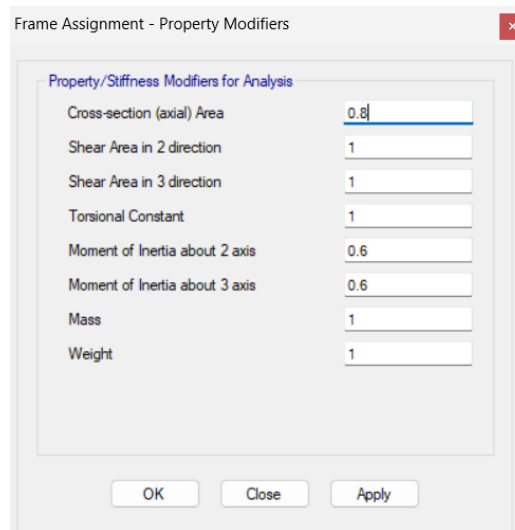 Frame Assignment - Property Modifiers
Property/Stiffness Modifiers for Analysis
Cross-section (axial) Area 0.8
Shear Area in 2 direction 1
Shear Area in 3 direction 1
Torsional Constant 1
Moment of Inertia about 2 axis 0.6
Moment of Inertia about 3 axis 0.6
Mass 1
Weight 1
OK Close Apply